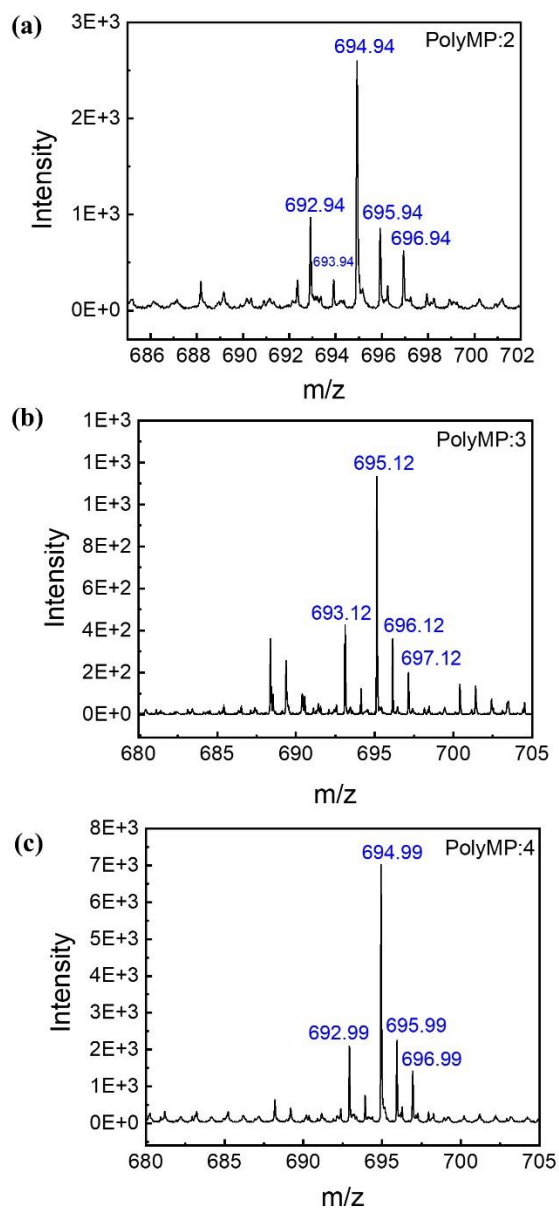 (a)
3E+3
2E+3
1E+3
0E+0
Intensity
PolyMP:2
694.94
692.94
693.94
695.94
696.94
686 688 690 692 694 696 698 700 702
m/z
(b)
1E+3
1E+3
1E+3
8E+2
6E+2
4E+2
2E+2
0E+0
Intensity
PolyMP:3
695.12
693.12
696.12
697.12
680 685 690 695 700 705
m/z
(c)
8E+3
7E+3
6E+3
5E+3
4E+3
3E+3
2E+3
1E+3
0E+0
Intensity
PolyMP:4
694.99
692.99
695.99
696.99
680 685 690 695 700 705
m/z